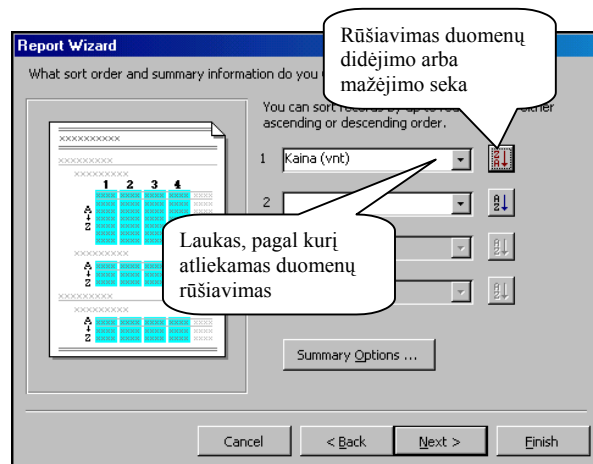 Report Wizard
Rūšiavimas duomenų
didėjimo arba
mažėjimo seka
What sort order and summary information do you
You can sort records by up to
either
ascending or descending order.
1 Kaina (vnt)
2
Laukas, pagal kurį
atliekamas duomenų
rūšiavimas
Summary Options ...
Cancel < Back Next > Finish